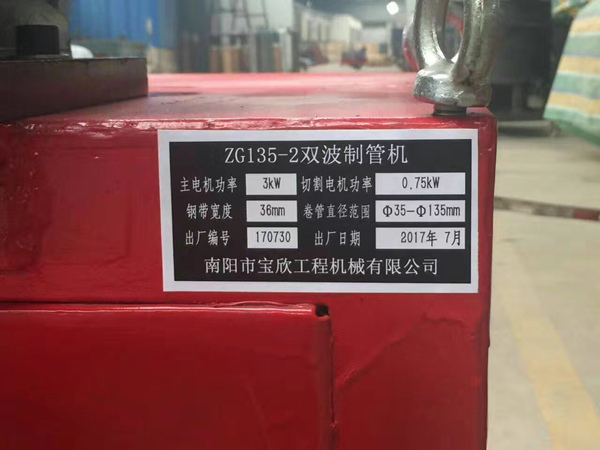 ZG135-2双波制管机
主电机功率 3kW 切割电机功率 0.75kW
钢带宽度 36mm 卷管直径范围 Φ35-Φ135mm
出厂编号 170730 出厂日期 2017年 7月
南阳市宝欣工程机械有限公司